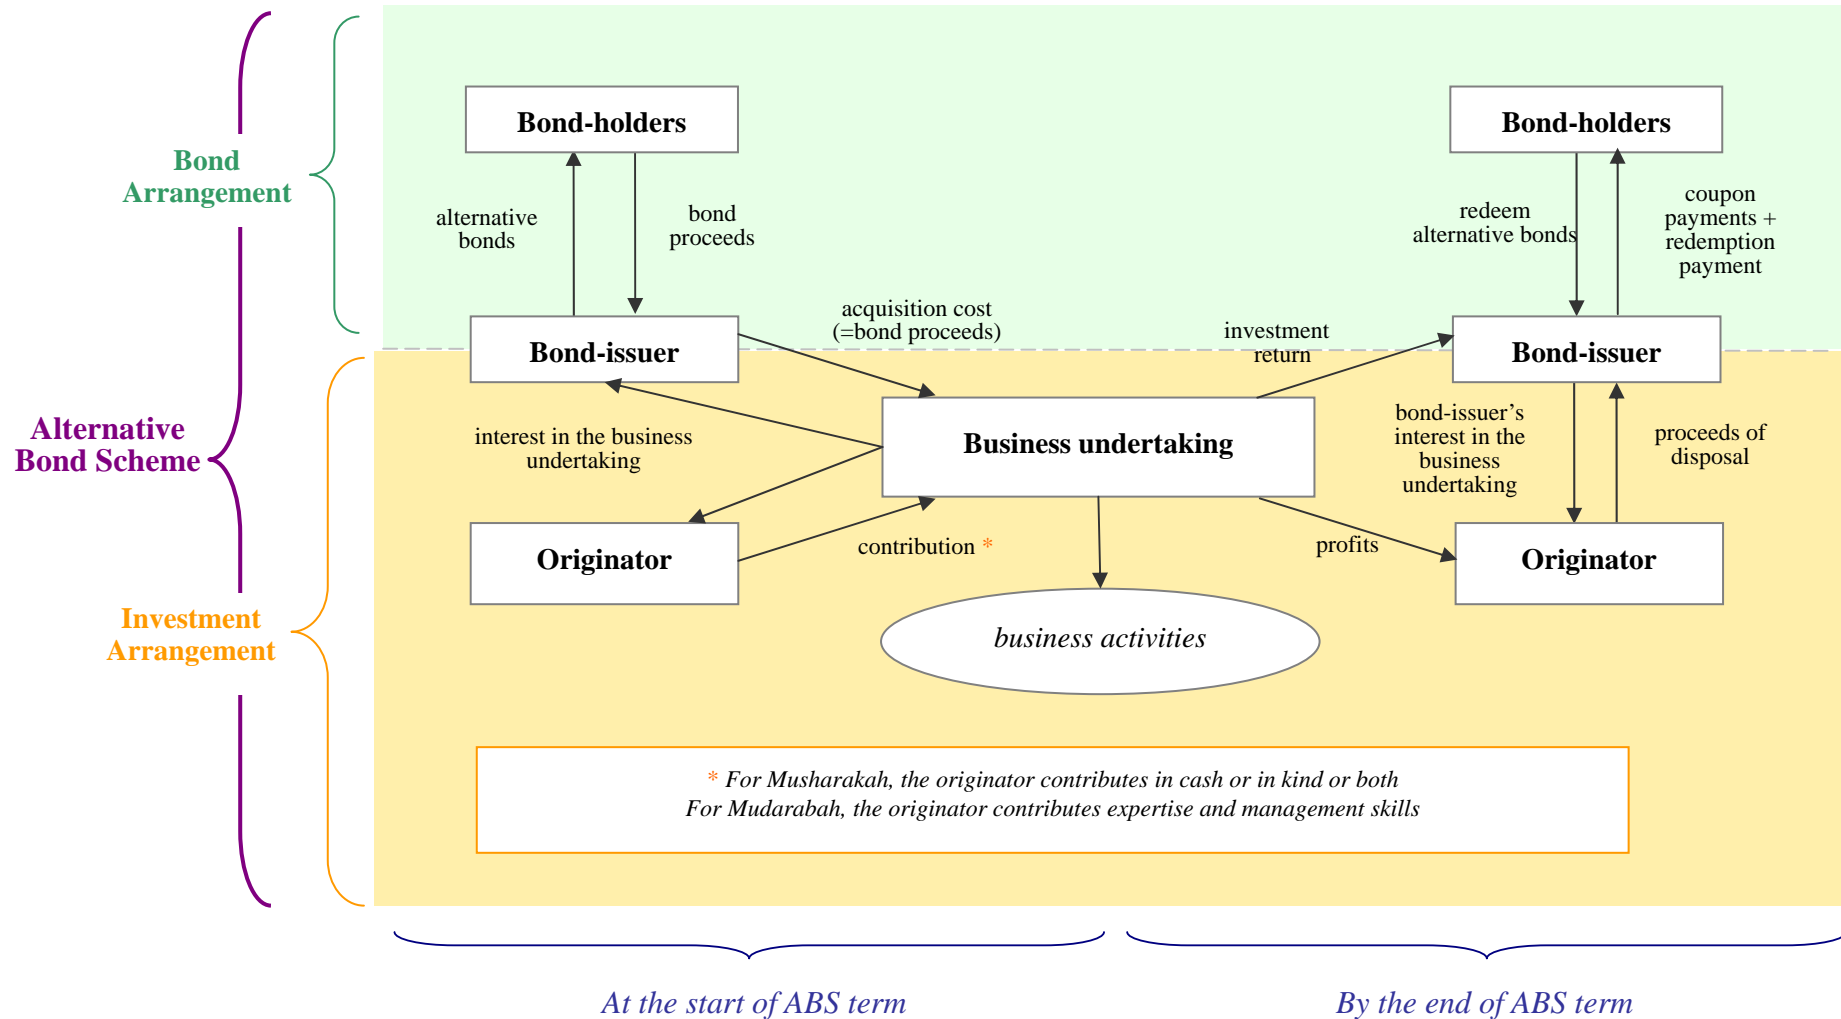 Bond-holders
Bond-holders
Bond
Arrangement
alternative
bonds
bond
proceeds
redeem
alternative bonds
coupon
payments +
redemption
payment
acquisition cost
(=bond proceeds)
investment
return
Bond-issuer
Bond-issuer
Alternative
Bond Scheme
interest in the business
undertaking
Business undertaking
bond-issuer’s
interest in the
business
undertaking
proceeds of
disposal
Originator
contribution *
profits
Originator
Investment
Arrangement
business activities
* For Musharakah, the originator contributes in cash or in kind or both
For Mudarabah, the originator contributes expertise and management skills
At the start of ABS term
By the end of ABS term